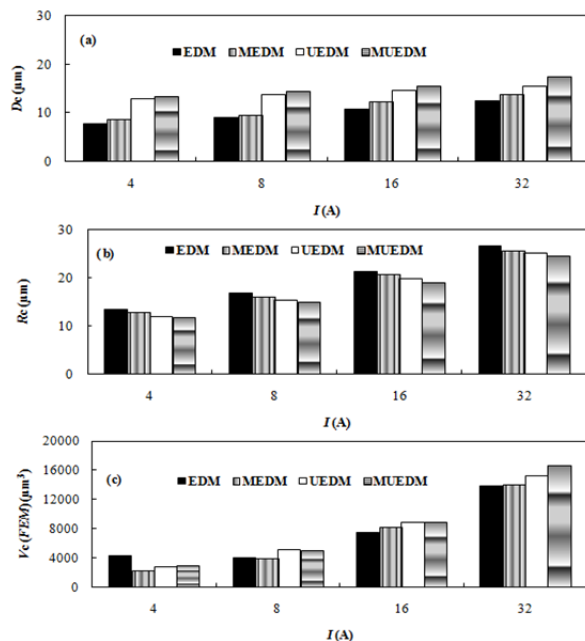 30
(a)
EDM MEDM UEDM MUEDM
20
Dc (µm)
10
0
4 8 16 32
I (A)
30
(b)
EDM MEDM UEDM MUEDM
20
Rc (µm)
10
0
4 8 16 32
I (A)
20000
16000
(c)
EDM MEDM UEDM MUEDM
12000
Vc (FEM) (µm³)
8000
4000
0
4 8 16 32
I (A)